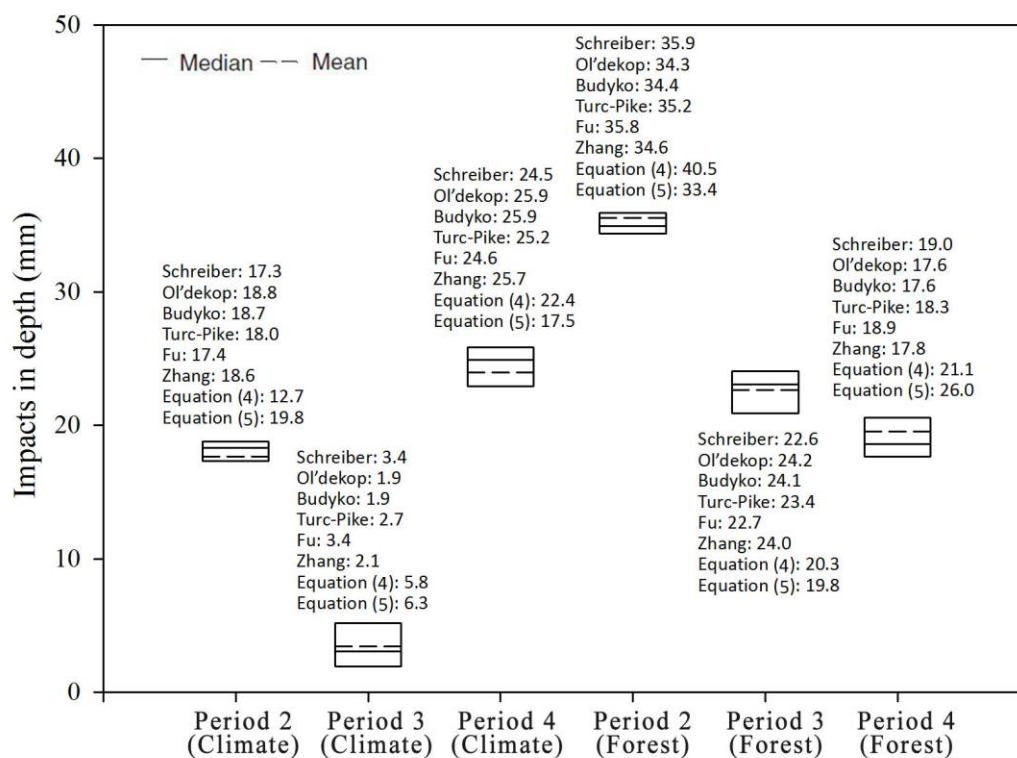 Impacts in depth (mm)
50
40
30
20
10
0
Median
Mean
Schreiber: 17.3
Ol'dekop: 18.8
Budyko: 18.7
Turc-Pike: 18.0
Fu: 17.4
Zhang: 18.6
Equation (4): 12.7
Equation (5): 19.8
Schreiber: 3.4
Ol'dekop: 1.9
Budyko: 1.9
Turc-Pike: 2.7
Fu: 3.4
Zhang: 2.1
Equation (4): 5.8
Equation (5): 6.3
Schreiber: 24.5
Ol'dekop: 25.9
Budyko: 25.9
Turc-Pike: 25.2
Fu: 24.6
Zhang: 25.7
Equation (4): 22.4
Equation (5): 17.5
Schreiber: 35.9
Ol'dekop: 34.3
Budyko: 34.4
Turc-Pike: 35.2
Fu: 35.8
Zhang: 34.6
Equation (4): 40.5
Equation (5): 33.4
Schreiber: 22.6
Ol'dekop: 24.2
Budyko: 24.1
Turc-Pike: 23.4
Fu: 22.7
Zhang: 24.0
Equation (4): 20.3
Equation (5): 19.8
Schreiber: 19.0
Ol'dekop: 17.6
Budyko: 17.6
Turc-Pike: 18.3
Fu: 18.9
Zhang: 17.8
Equation (4): 21.1
Equation (5): 26.0
Period 2
(Climate)
Period 3
(Climate)
Period 4
(Climate)
Period 2
(Forest)
Period 3
(Forest)
Period 4
(Forest)